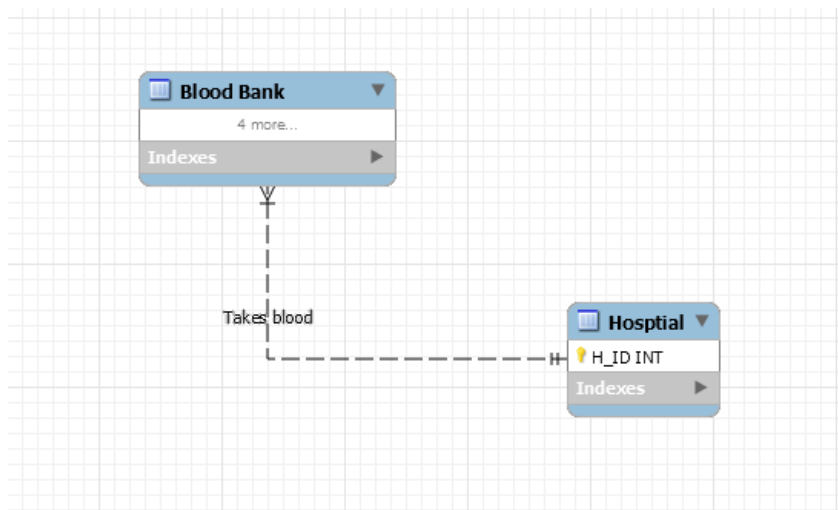 Blood Bank
4 more...
Indexes
Takes blood
Hosptial
H_ID INT
Indexes